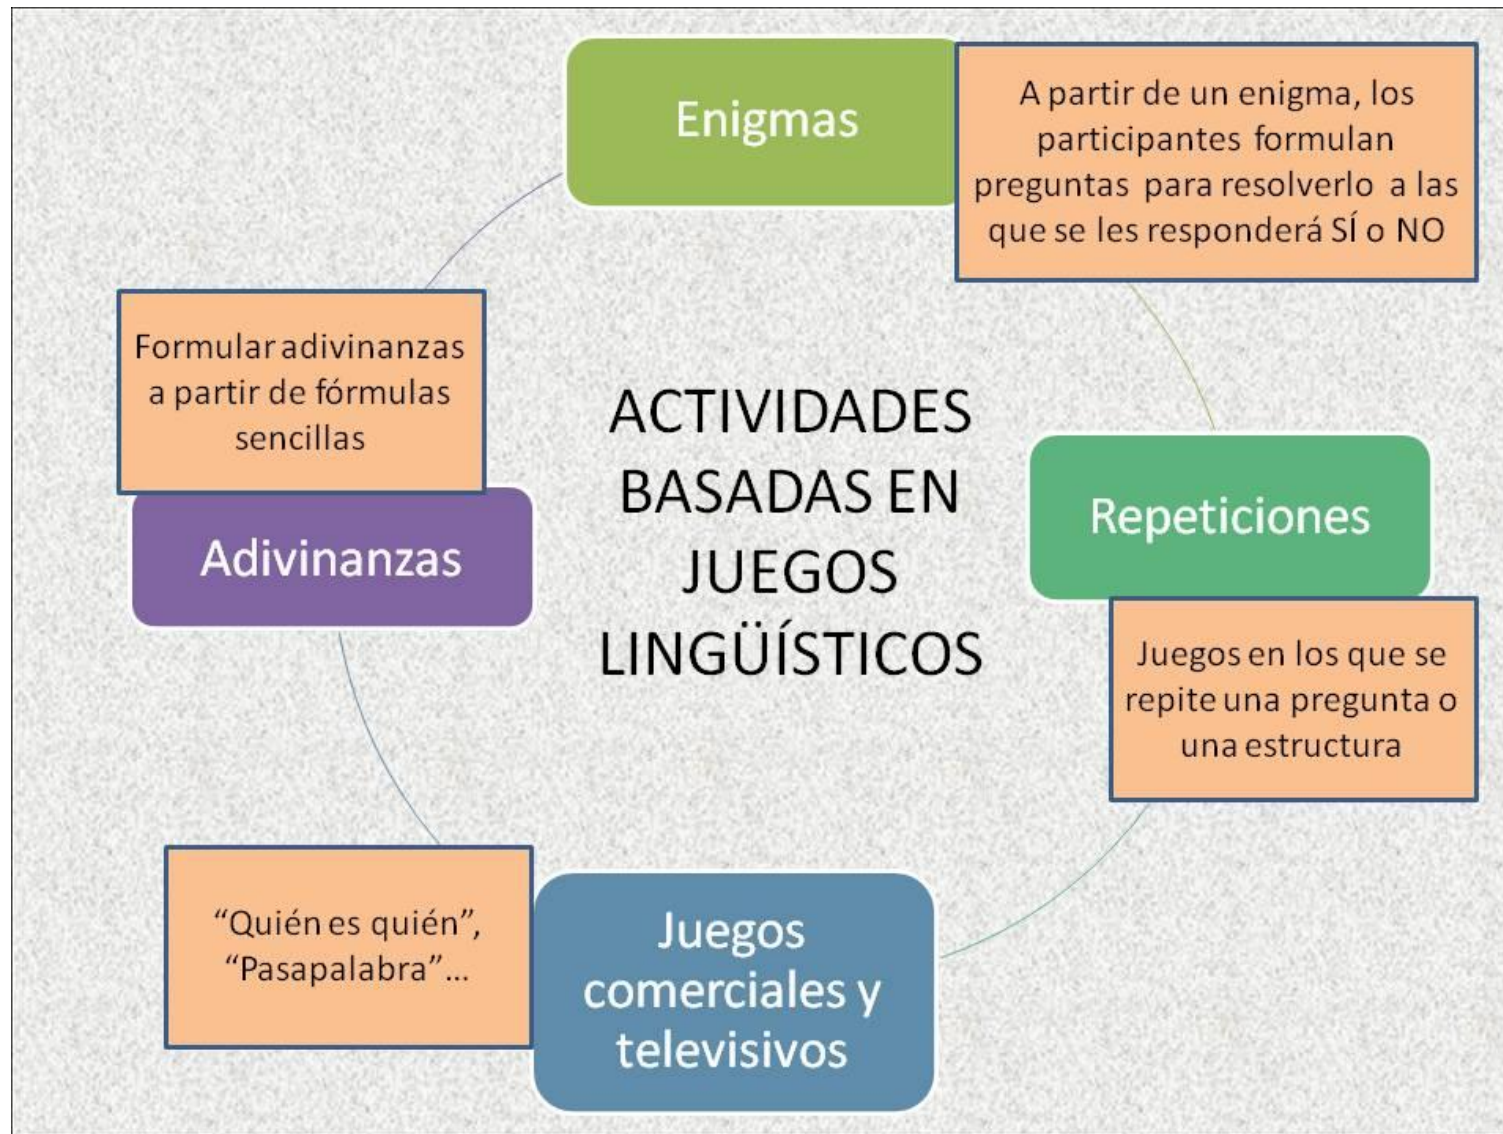 Enigmas
A partir de un enigma, los
participantes formulan
preguntas para resolverlo a las
que se les responderá SÍ o NO
Formular adivinanzas
a partir de fórmulas
sencillas
Adivinanzas
ACTIVIDADES
BASADAS EN
JUEGOS
LINGÜÍSTICOS
Repeticiones
Juegos en los que se
repite una pregunta o
una estructura
“Quién es quién”,
“Pasapalabra”...
Juegos
comerciales y
televisivos